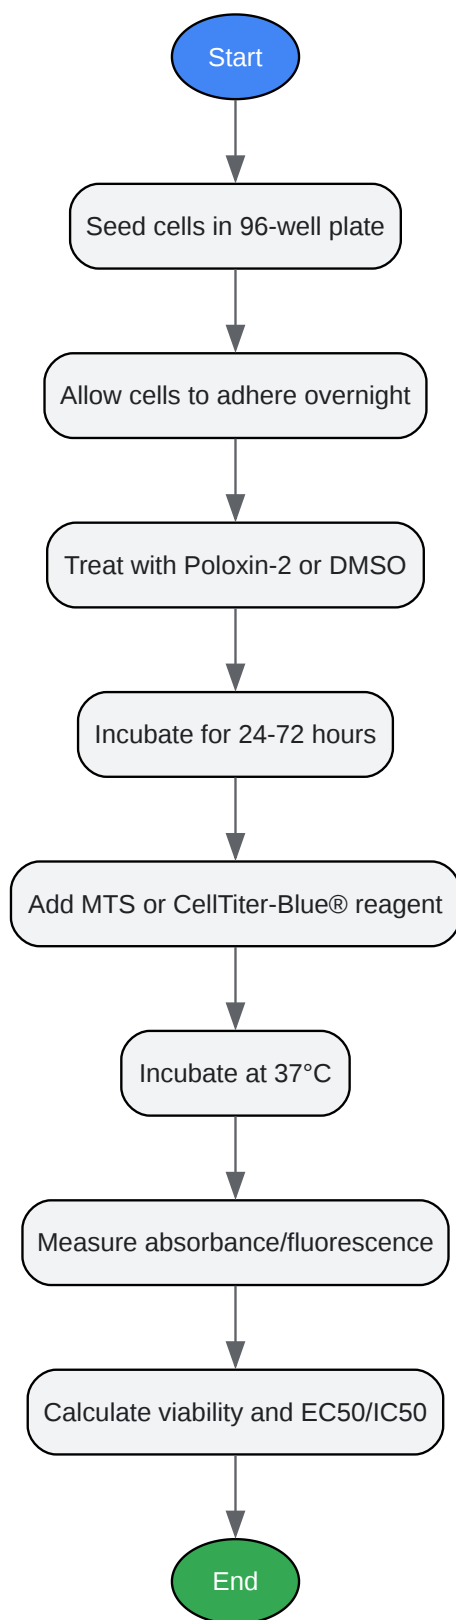 Start
Seed cells in 96-well plate
Allow cells to adhere overnight
Treat with Poloxin-2 or DMSO
Incubate for 24-72 hours
Add MTS or CellTiter-Blue® reagent
Incubate at 37°C
Measure absorbance/fluorescence
Calculate viability and EC50/IC50
End